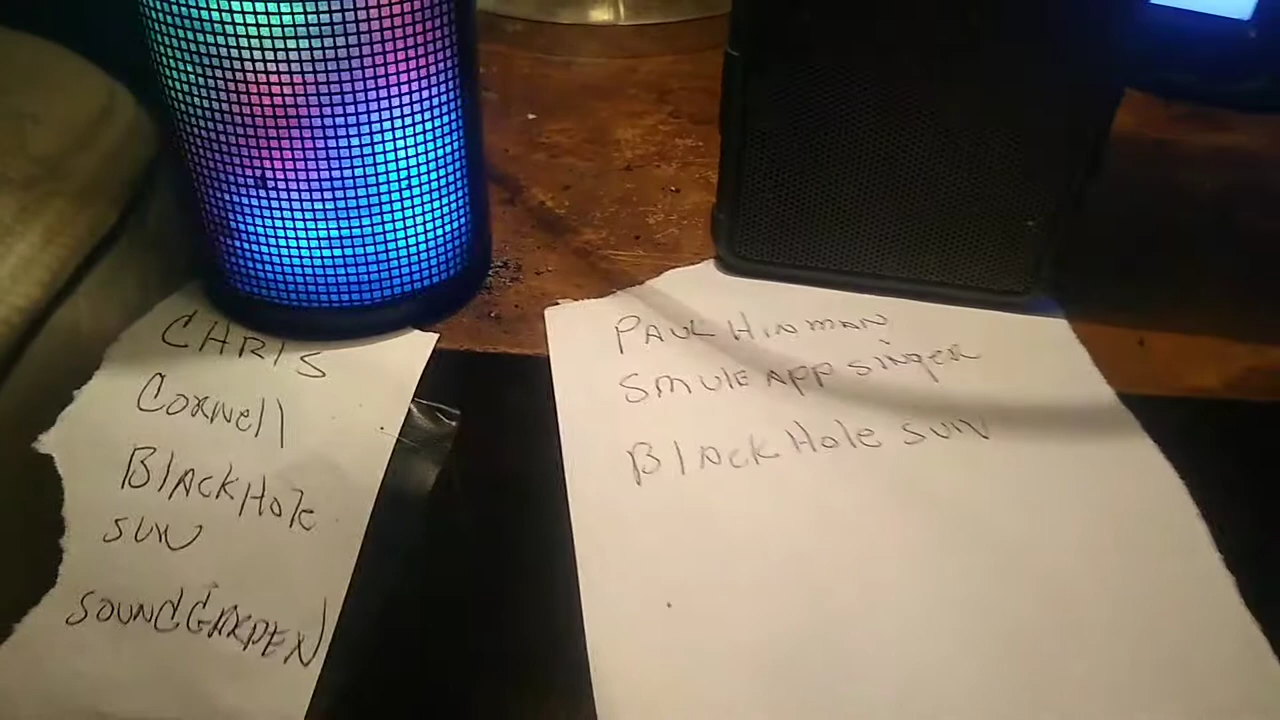 CHRIS
Cornell
BlackHole
SUN
SOUNDGARDEN
PAUL HINMAN
SMULE APP Singer
BlAck Hole SUN